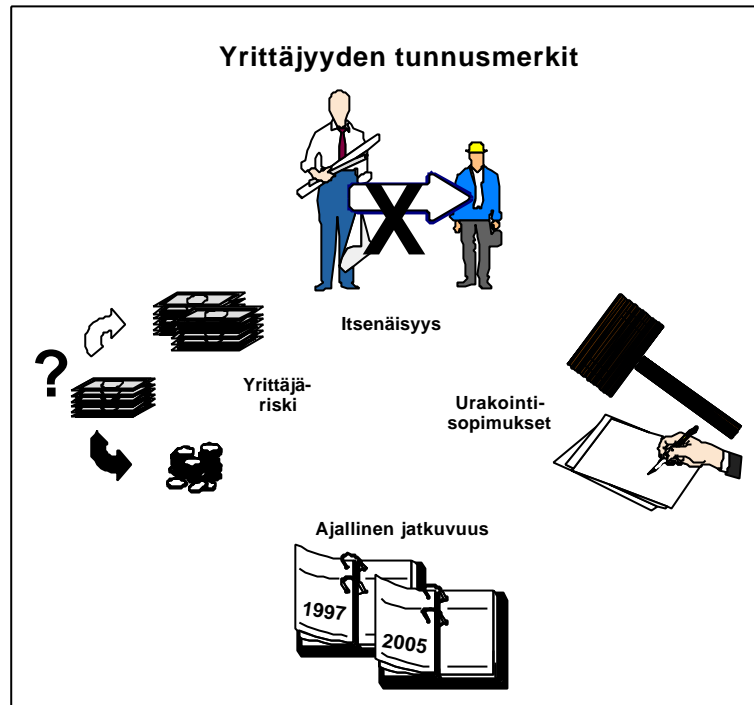 Yrittäjyyden tunnusmerkit
X
Itsenäisyys
?
Yrittäjä-
riski
Urakointi-
sopimukset
Ajallinen jatkuvuus
1997
2005